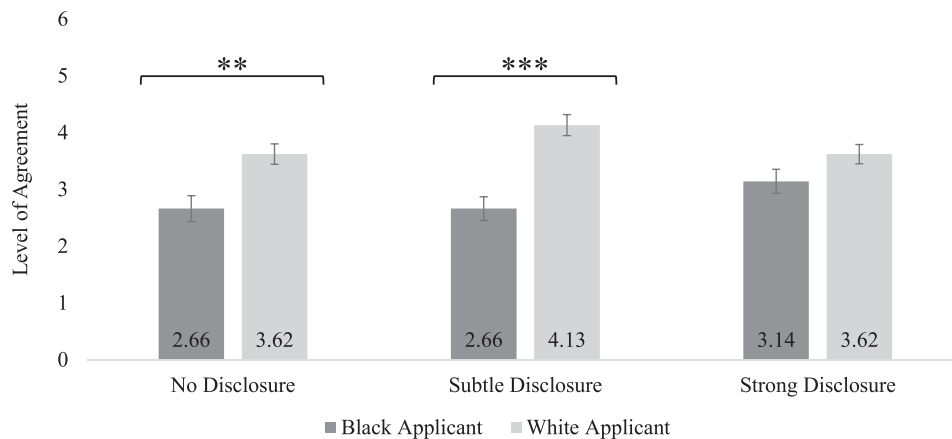 6
5
4
3
2
1
0
Level of Agreement
** ***
2.66 3.62 2.66 4.13 3.14 3.62
No Disclosure Subtle Disclosure Strong Disclosure
Black Applicant White Applicant